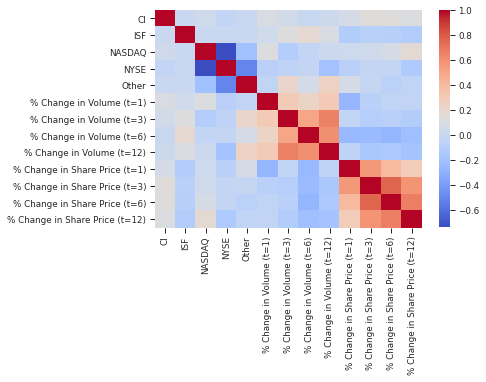 CI
ISF
NASDAQ
NYSE
Other
% Change in Volume (t=1)
% Change in Volume (t=3)
% Change in Volume (t=6)
% Change in Volume (t=12)
% Change in Share Price (t=1)
% Change in Share Price (t=3)
% Change in Share Price (t=6)
% Change in Share Price (t=12)
CI
ISF
NASDAQ
NYSE
Other
% Change in Volume (t=1)
% Change in Volume (t=3)
% Change in Volume (t=6)
% Change in Volume (t=12)
% Change in Share Price (t=1)
% Change in Share Price (t=3)
% Change in Share Price (t=6)
% Change in Share Price (t=12)
1.0
0.8
0.6
0.4
0.2
0.0
−0.2
−0.4
−0.6